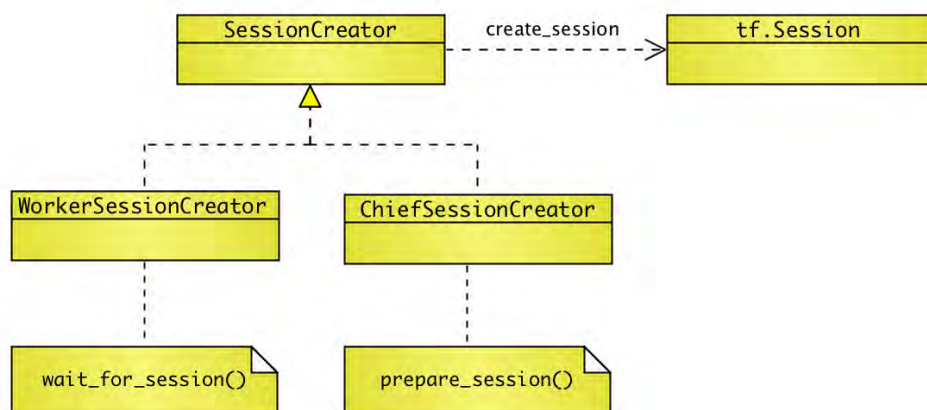 SessionCreator
create_session
tf.Session
WorkerSessionCreator
ChiefSessionCreator
wait_for_session()
prepare_session()